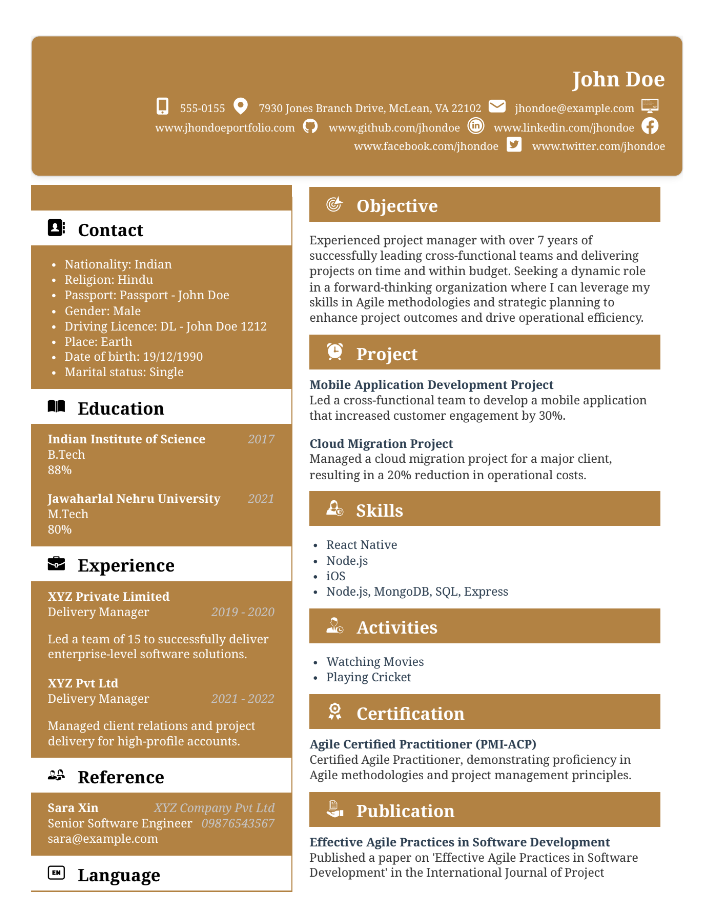 John Doe
555-0155 7930 Jones Branch Drive, McLean, VA 22102 jhondoe@example.com
www.jhondoeportfolio.com www.github.com/jhondoe www.linkedin.com/jhondoe
www.facebook.com/jhondoe www.twitter.com/jhondoe
Contact
• Nationality: Indian
• Religion: Hindu
• Passport: Passport - John Doe
• Gender: Male
• Driving Licence: DL - John Doe 1212
• Place: Earth
• Date of birth: 19/12/1990
• Marital status: Single
Education
Indian Institute of Science 2017
B.Tech
88%
Jawaharlal Nehru University 2021
M.Tech
80%
Experience
XYZ Private Limited
Delivery Manager 2019 - 2020
Led a team of 15 to successfully deliver
enterprise-level software solutions.
XYZ Pvt Ltd
Delivery Manager 2021 - 2022
Managed client relations and project
delivery for high-profile accounts.
Reference
Sara Xin XYZ Company Pvt Ltd
Senior Software Engineer 09876543567
sara@example.com
EN Language
Objective
Experienced project manager with over 7 years of
successfully leading cross-functional teams and delivering
projects on time and within budget. Seeking a dynamic role
in a forward-thinking organization where I can leverage my
skills in Agile methodologies and strategic planning to
enhance project outcomes and drive operational efficiency.
Project
Mobile Application Development Project
Led a cross-functional team to develop a mobile application
that increased customer engagement by 30%.
Cloud Migration Project
Managed a cloud migration project for a major client,
resulting in a 20% reduction in operational costs.
Skills
• React Native
• Node.js
• iOS
• Node.js, MongoDB, SQL, Express
Activities
• Watching Movies
• Playing Cricket
Certification
Agile Certified Practitioner (PMI-ACP)
Certified Agile Practitioner, demonstrating proficiency in
Agile methodologies and project management principles.
Publication
Effective Agile Practices in Software Development
Published a paper on 'Effective Agile Practices in Software
Development' in the International Journal of Project